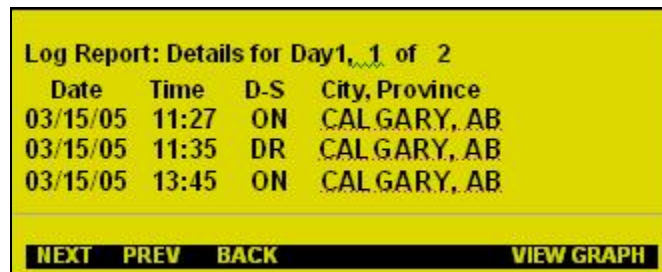 Log Report: Details for Day1, 1 of 2
Date Time D-S City, Province
03/15/05 11:27 ON CALGARY, AB
03/15/05 11:35 DR CALGARY, AB
03/15/05 13:45 ON CALGARY, AB
NEXT PREV BACK VIEW GRAPH